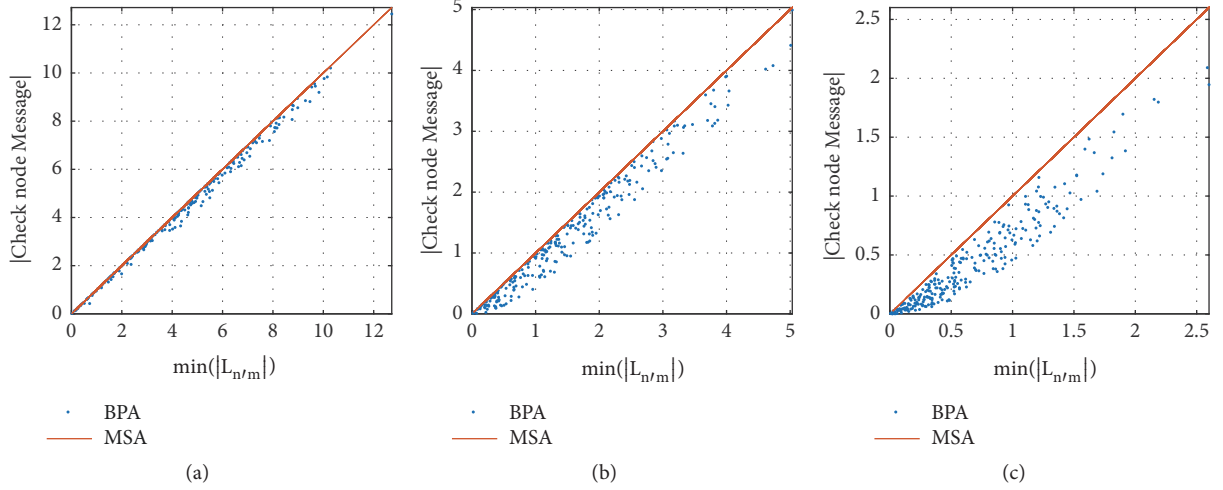 12
10
8
6
4
2
0
|Check node Message|
0 2 4 6 8 10 12
min(|Lₙ′ₘ|)
BPA
MSA
(a)
5
4
3
2
1
0
|Check node Message|
0 1 2 3 4 5
min(|Lₙ′ₘ|)
BPA
MSA
(b)
2.5
2
1.5
1
0.5
0
|Check node Message|
0 0.5 1 1.5 2 2.5
min(|Lₙ′ₘ|)
BPA
MSA
(c)